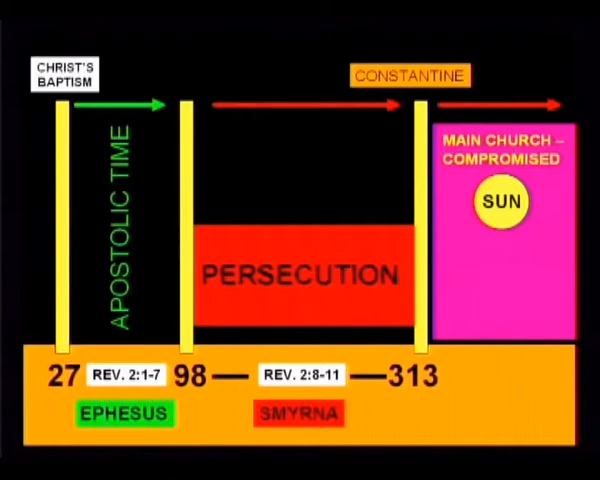 CHRIST'S
BAPTISM
CONSTANTINE
APOSTOLIC TIME
MAIN CHURCH –
COMPROMISED
SUN
PERSECUTION
27 REV. 2:1-7 98 — REV. 2:8-11 — 313
EPHESUS SMYRNA